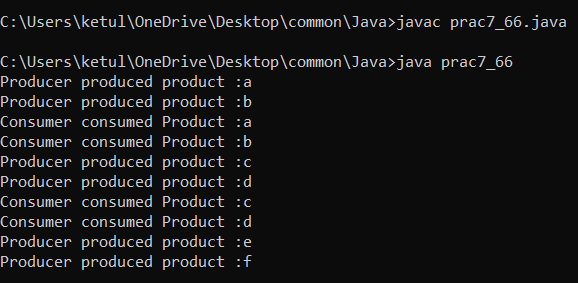 C:\Users\ketul\OneDrive\Desktop\common\Java>javac prac7_66.java
C:\Users\ketul\OneDrive\Desktop\common\Java>java prac7_66
Producer produced product :a
Producer produced product :b
Consumer consumed Product :a
Consumer consumed Product :b
Producer produced product :c
Producer produced product :d
Consumer consumed Product :c
Consumer consumed Product :d
Producer produced product :e
Producer produced product :f